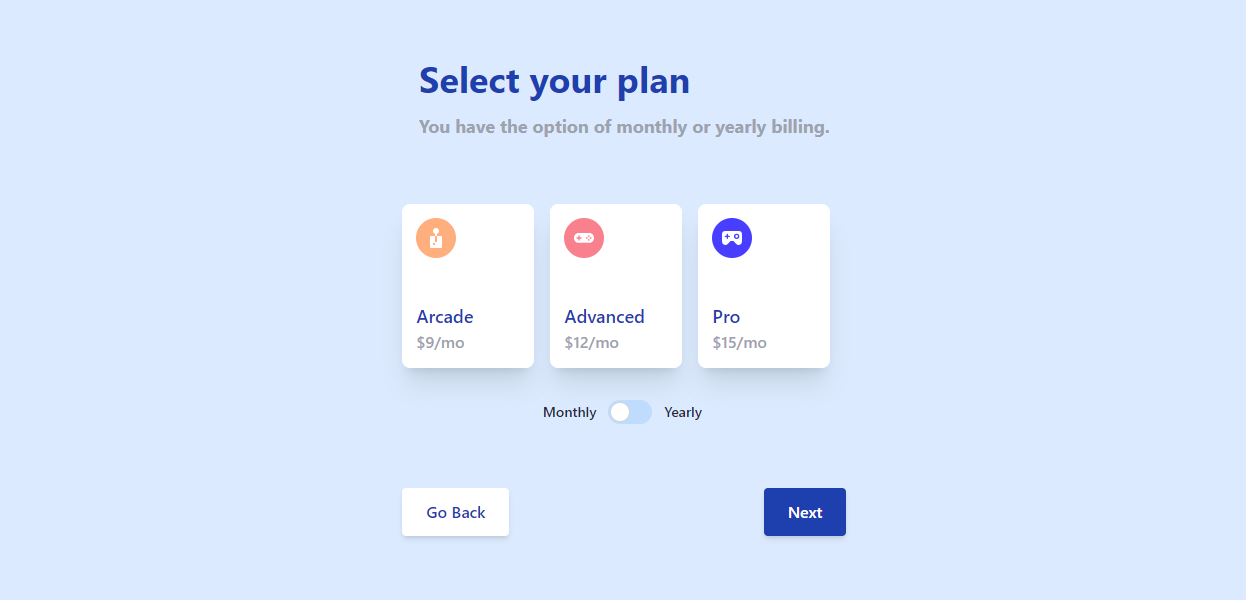 Select your plan
You have the option of monthly or yearly billing.
Arcade
$9/mo
Advanced
$12/mo
Pro
$15/mo
Monthly
Yearly
Go Back
Next